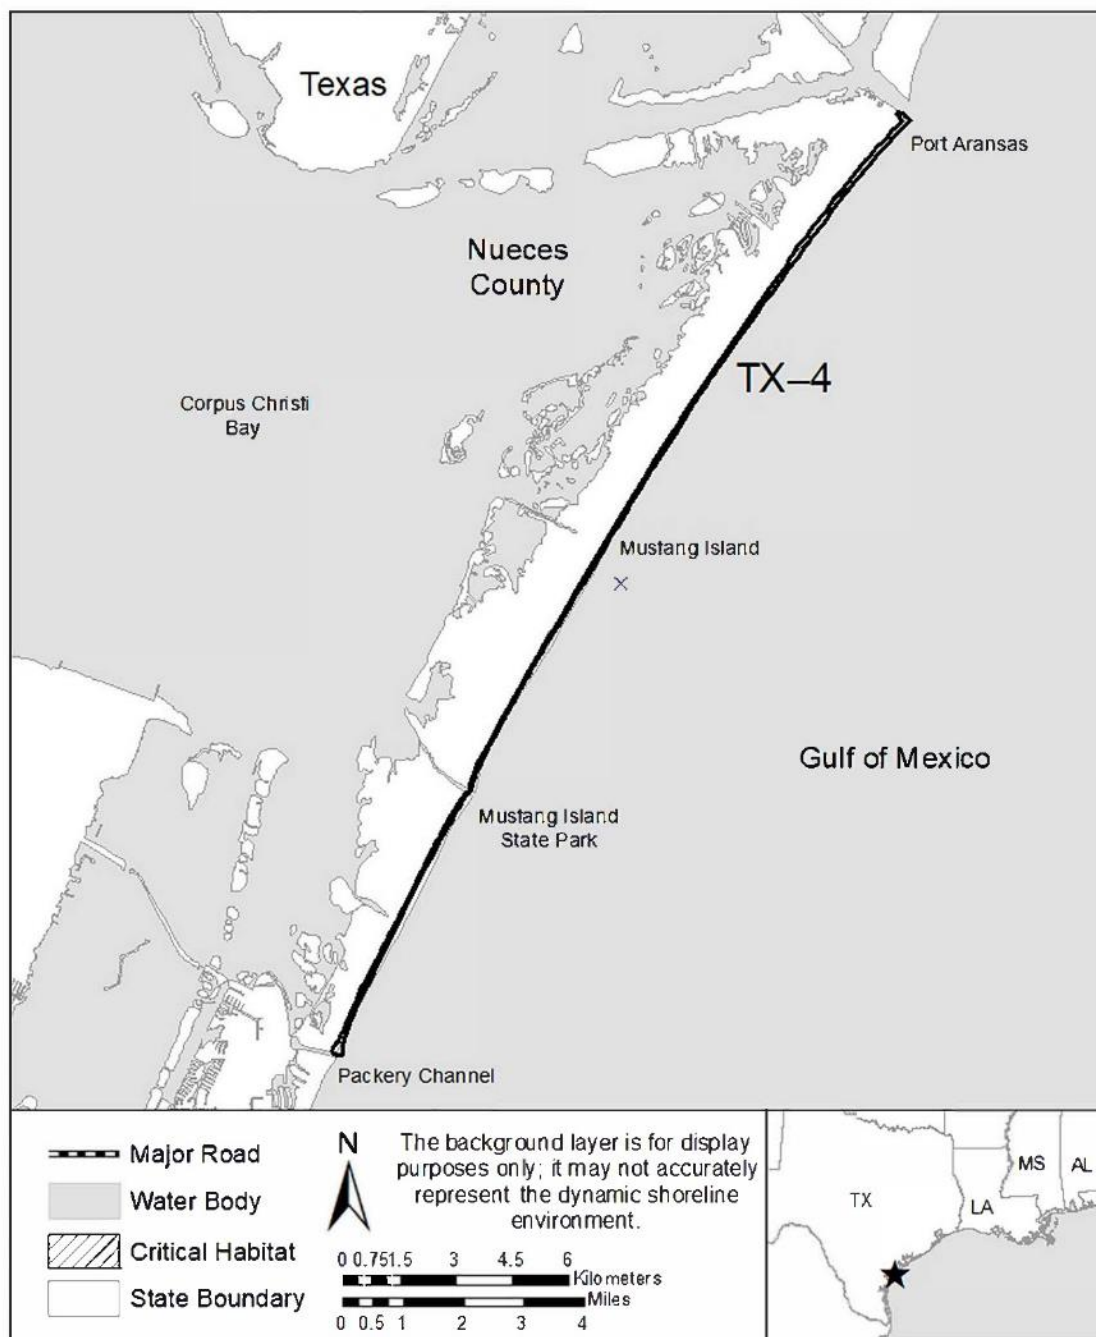 Texas
Port Aransas
Nueces
County
TX–4
Corpus Christi
Bay
Mustang Island
Gulf of Mexico
Mustang Island
State Park
Packery Channel
Major Road
Water Body
Critical Habitat
State Boundary
N
The background layer is for display
purposes only; it may not accurately
represent the dynamic shoreline
environment.
0 0.75 1.5 3 4.5 6
Kilometers
Miles
0 0.5 1 2 3 4
TX
LA
MS
AL